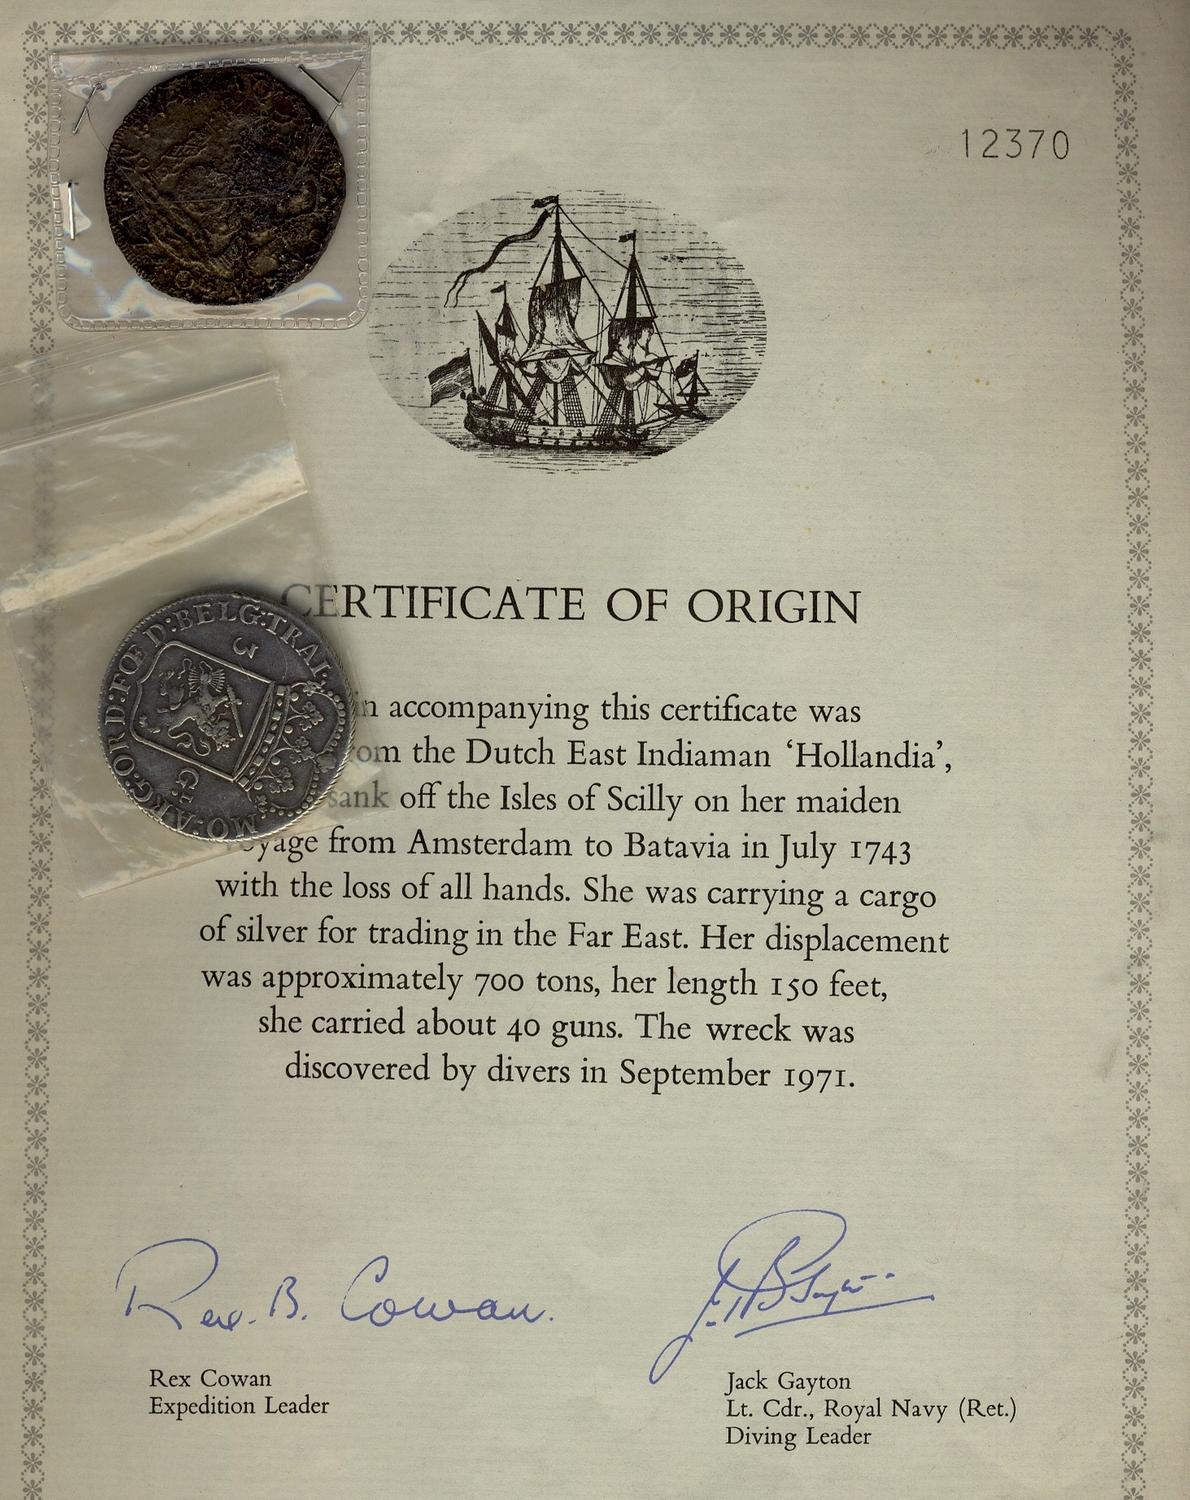 12370
CERTIFICATE OF ORIGIN
in accompanying this certificate was
om the Dutch East Indiaman ‘Hollandia’,
sank off the Isles of Scilly on her maiden
oyage from Amsterdam to Batavia in July 1743
with the loss of all hands. She was carrying a cargo
of silver for trading in the Far East. Her displacement
was approximately 700 tons, her length 150 feet,
she carried about 40 guns. The wreck was
discovered by divers in September 1971.
MO:ARG:ORD:FŒD:BELG:TRAI.
3 G:
Rex. B. Cowan.
Rex Cowan
Expedition Leader
Jack Gayton
Lt. Cdr., Royal Navy (Ret.)
Diving Leader